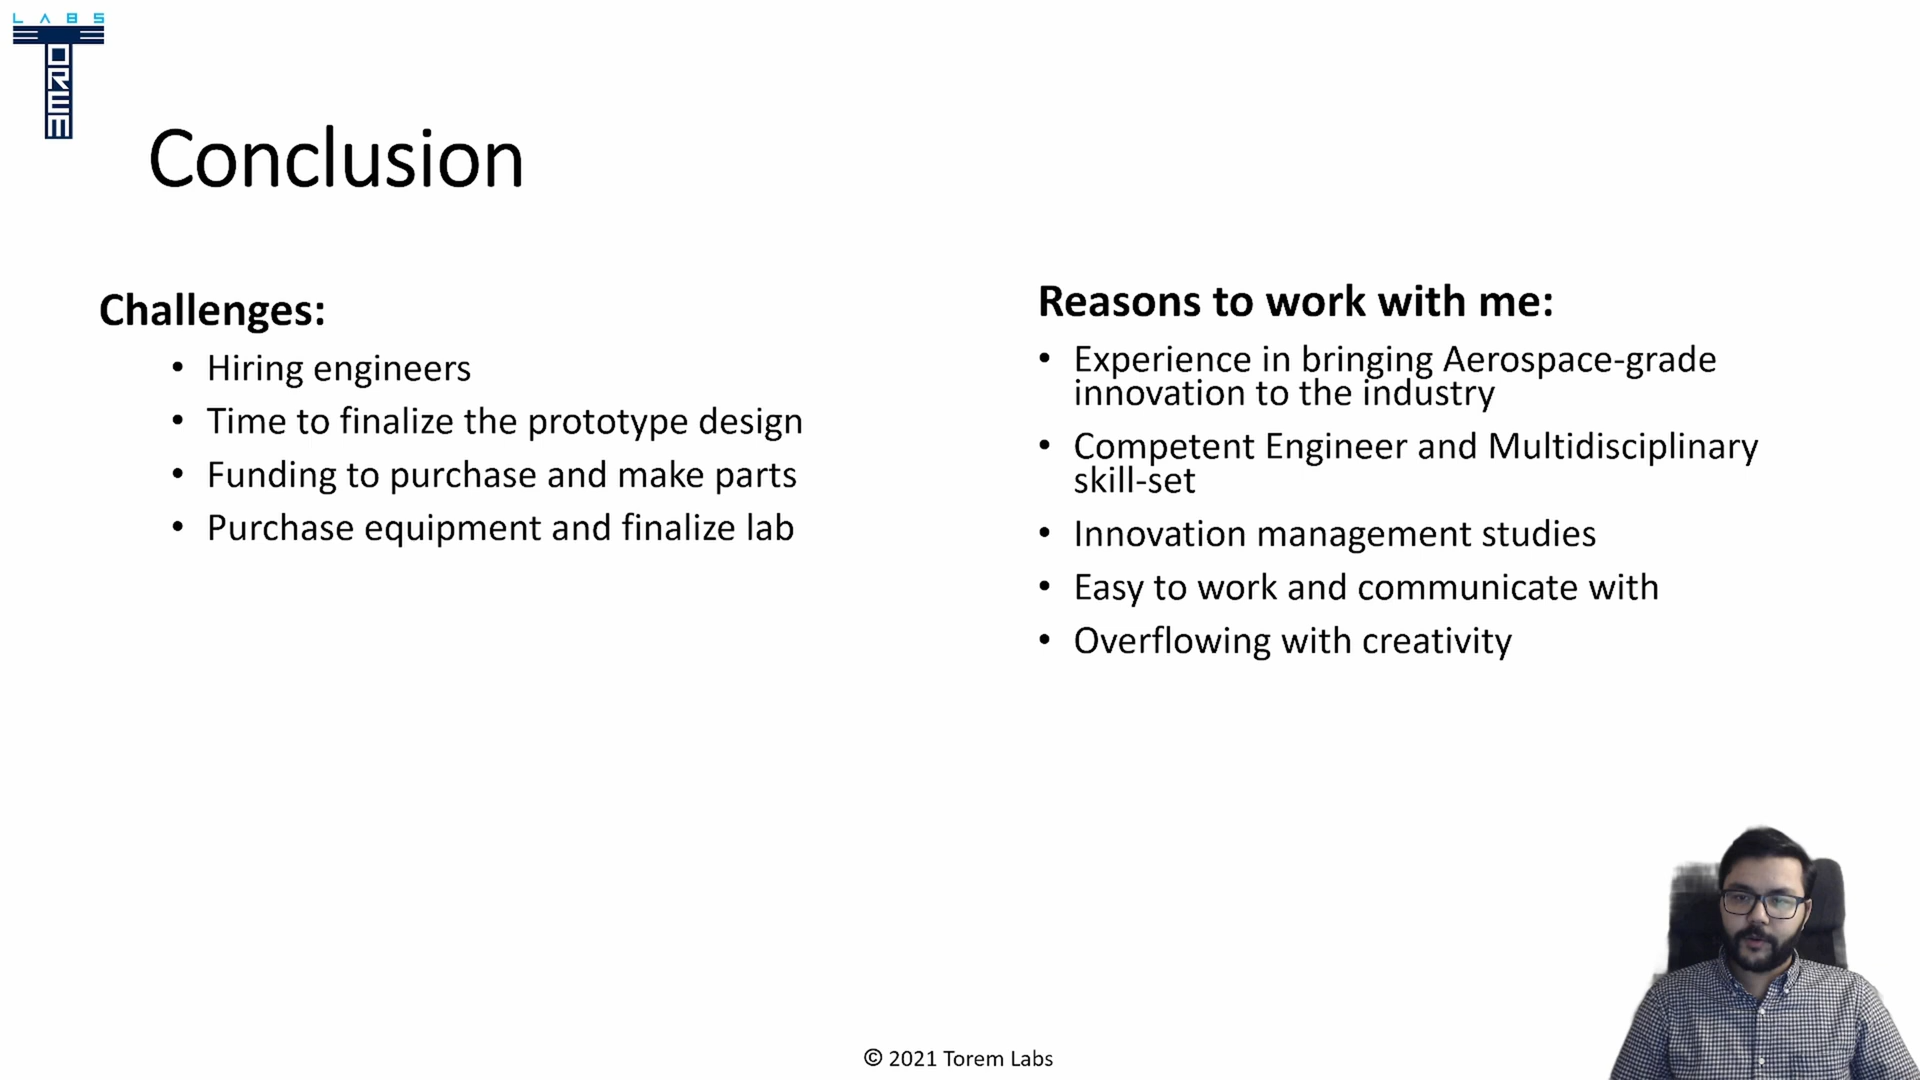 LABS
TOREM
Conclusion
Challenges:
• Hiring engineers
• Time to finalize the prototype design
• Funding to purchase and make parts
• Purchase equipment and finalize lab
Reasons to work with me:
• Experience in bringing Aerospace-grade
innovation to the industry
• Competent Engineer and Multidisciplinary
skill-set
• Innovation management studies
• Easy to work and communicate with
• Overflowing with creativity
© 2021 Torem Labs